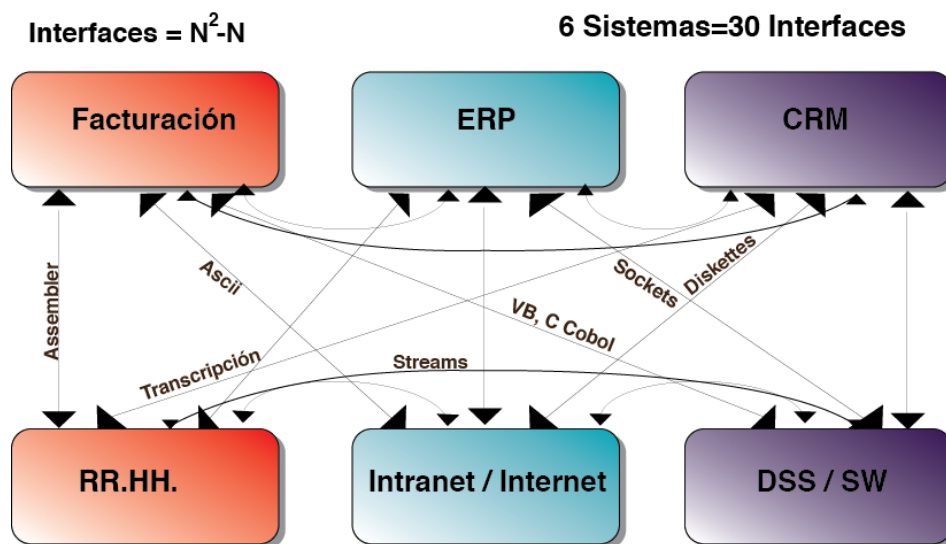 Interfaces = N²-N
6 Sistemas=30 Interfaces
Facturación
ERP
CRM
Assembler
Ascii
Transcripción
Streams
VB, C Cobol
Sockets
Diskettes
RR.HH.
Intranet / Internet
DSS / SW